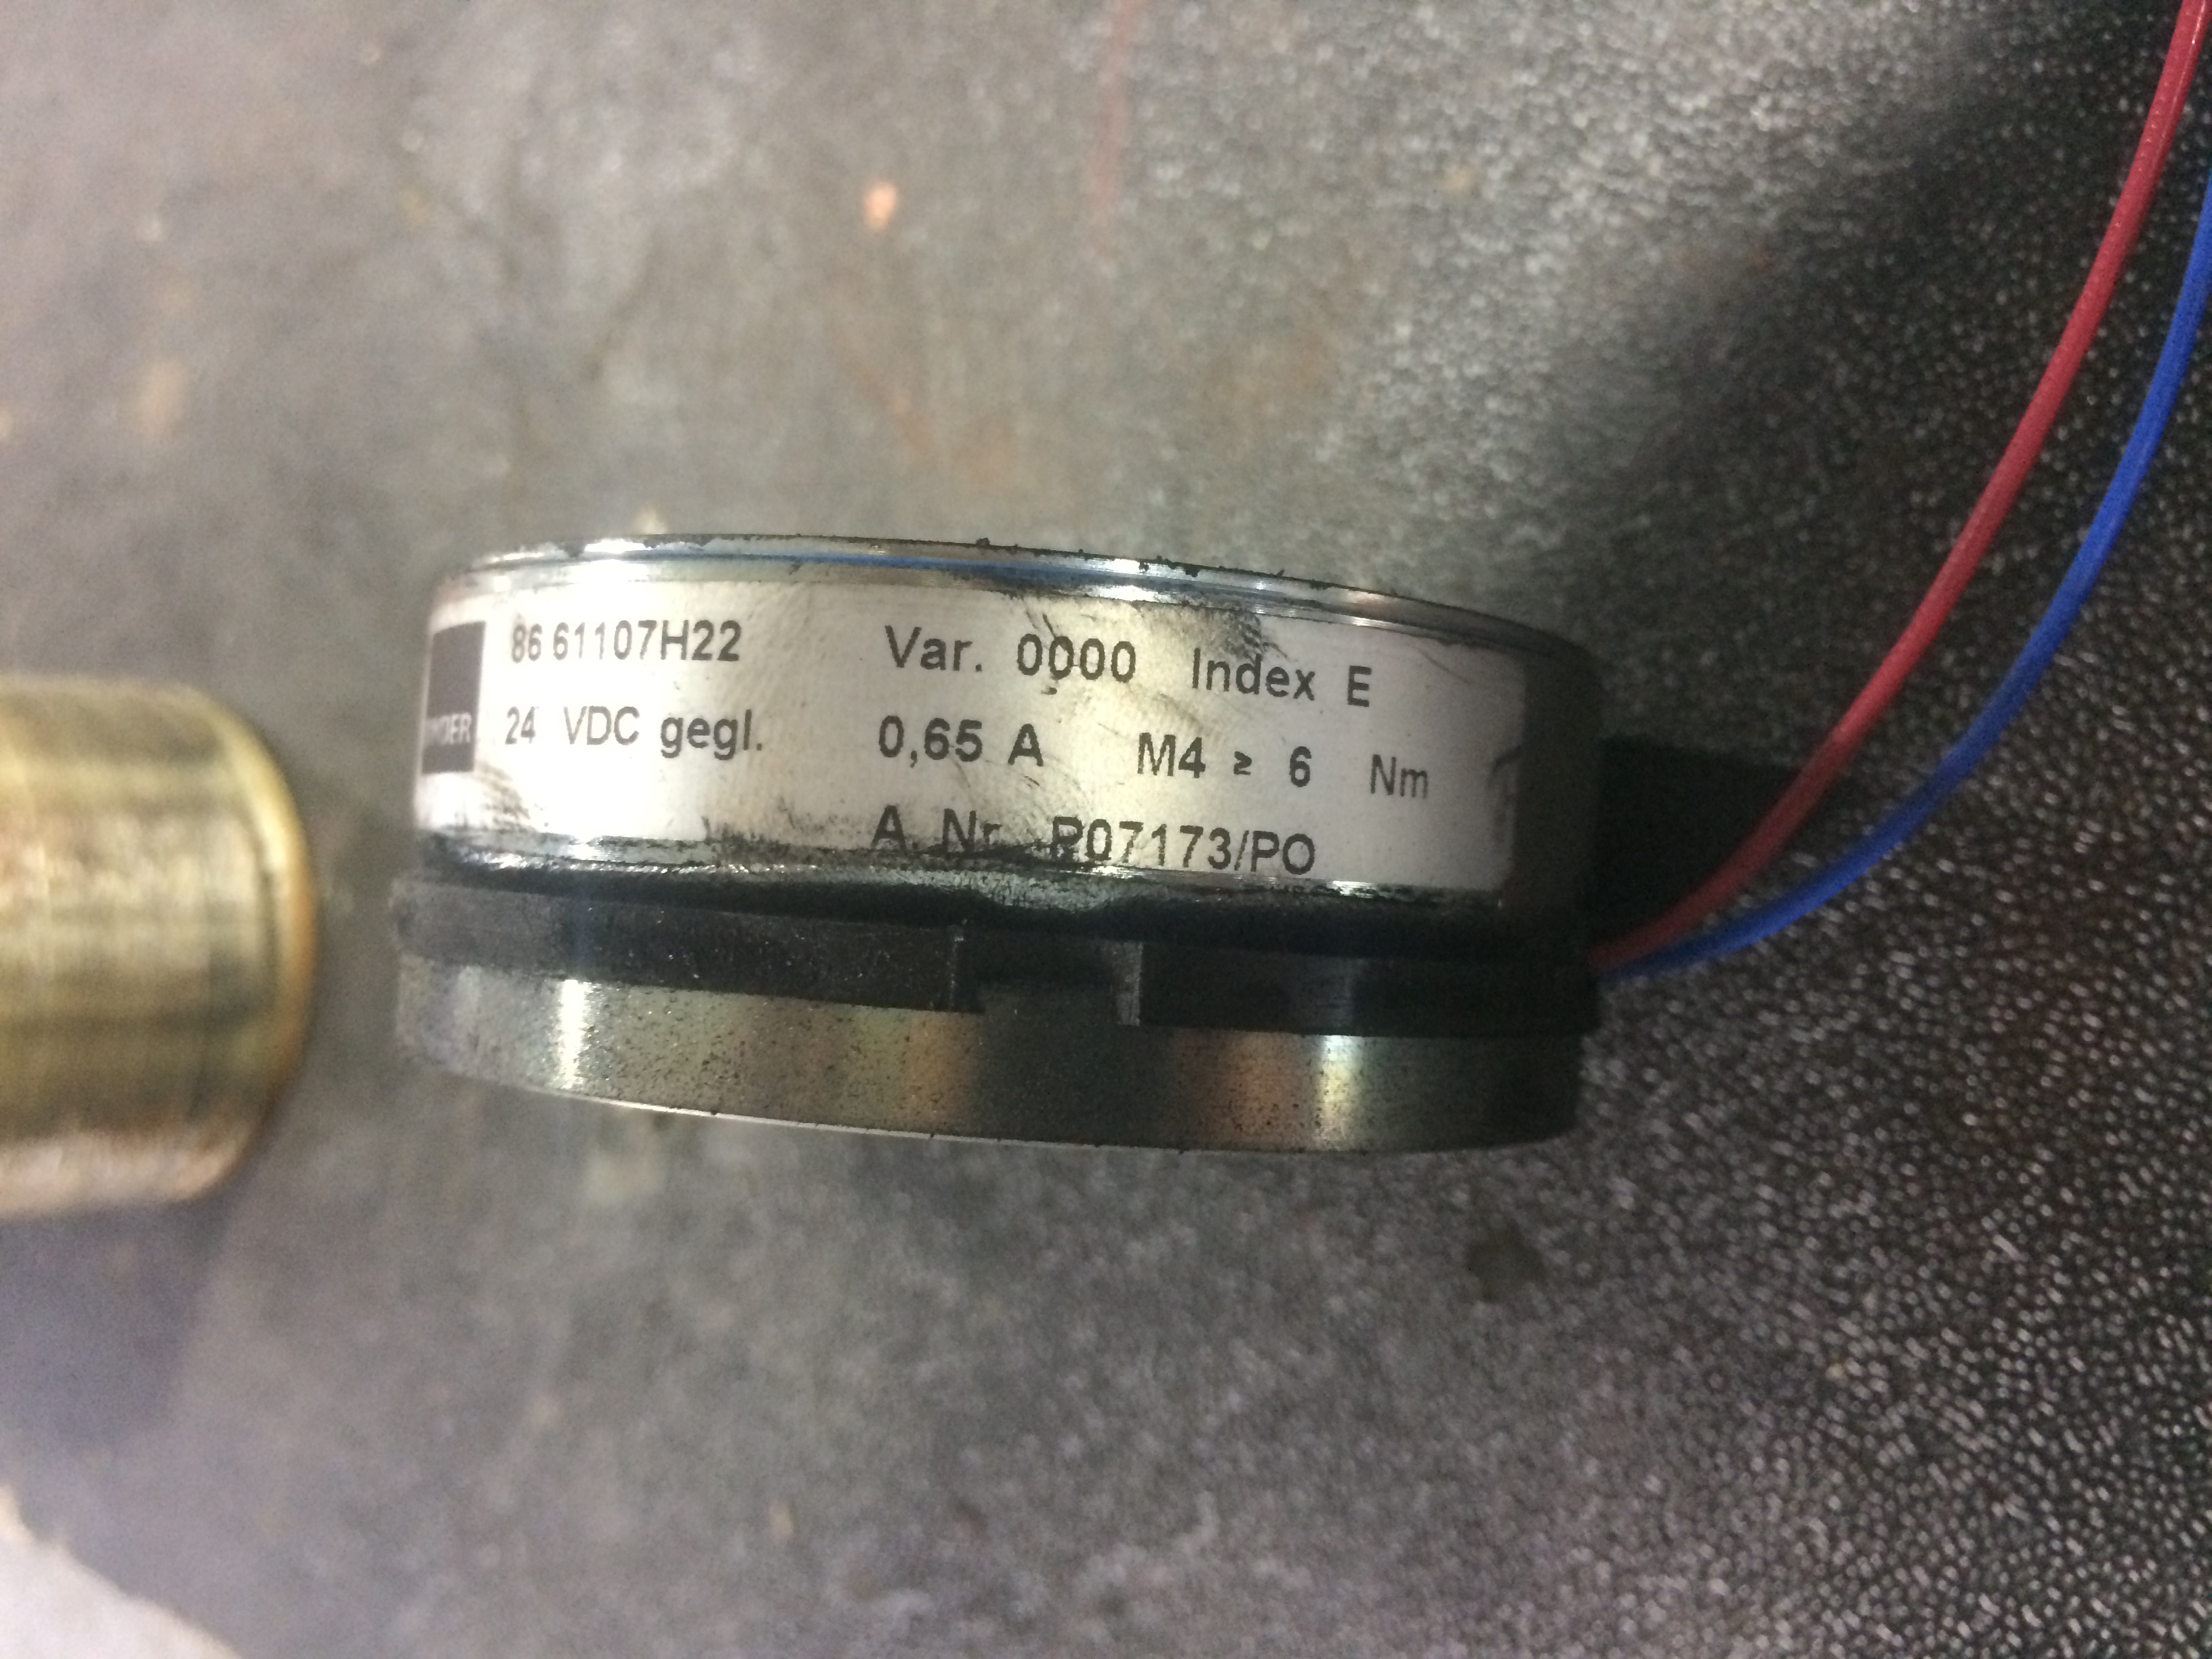 86 61107H22 Var. 0000 Index E
24 VDC gegl. 0,65 A M4 ≥ 6 Nm
A. Nr. R07173/PO